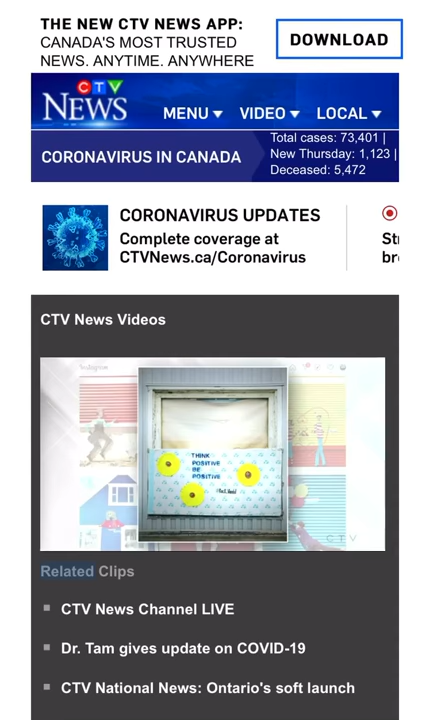 THE NEW CTV NEWS APP:
CANADA'S MOST TRUSTED
NEWS. ANYTIME. ANYWHERE
DOWNLOAD
CTV
NEWS
MENU VIDEO LOCAL
CORONAVIRUS IN CANADA
Total cases: 73,401 |
New Thursday: 1,123 |
Deceased: 5,472
CORONAVIRUS UPDATES
Complete coverage at
CTVNews.ca/Coronavirus
CTV News Videos
Instagram
THINK
POSITIVE
BE
POSITIVE
CTV
Related Clips
CTV News Channel LIVE
Dr. Tam gives update on COVID-19
CTV National News: Ontario's soft launch